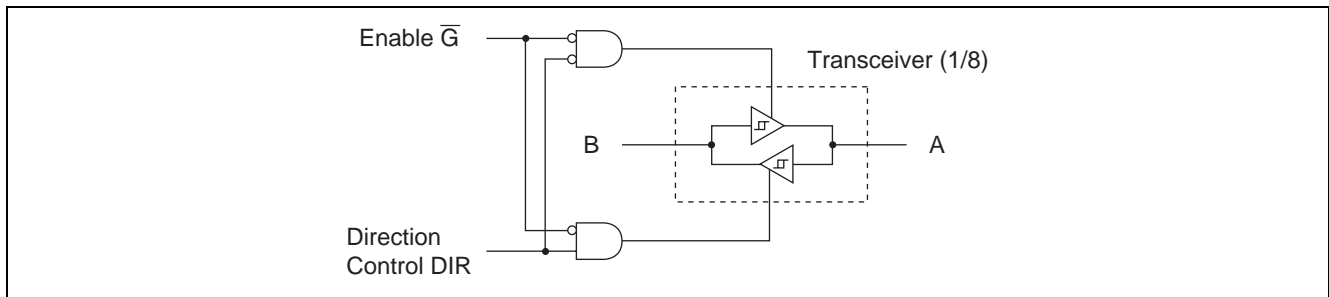 Enable G̅
Transceiver (1/8)
B
A
Direction
Control DIR